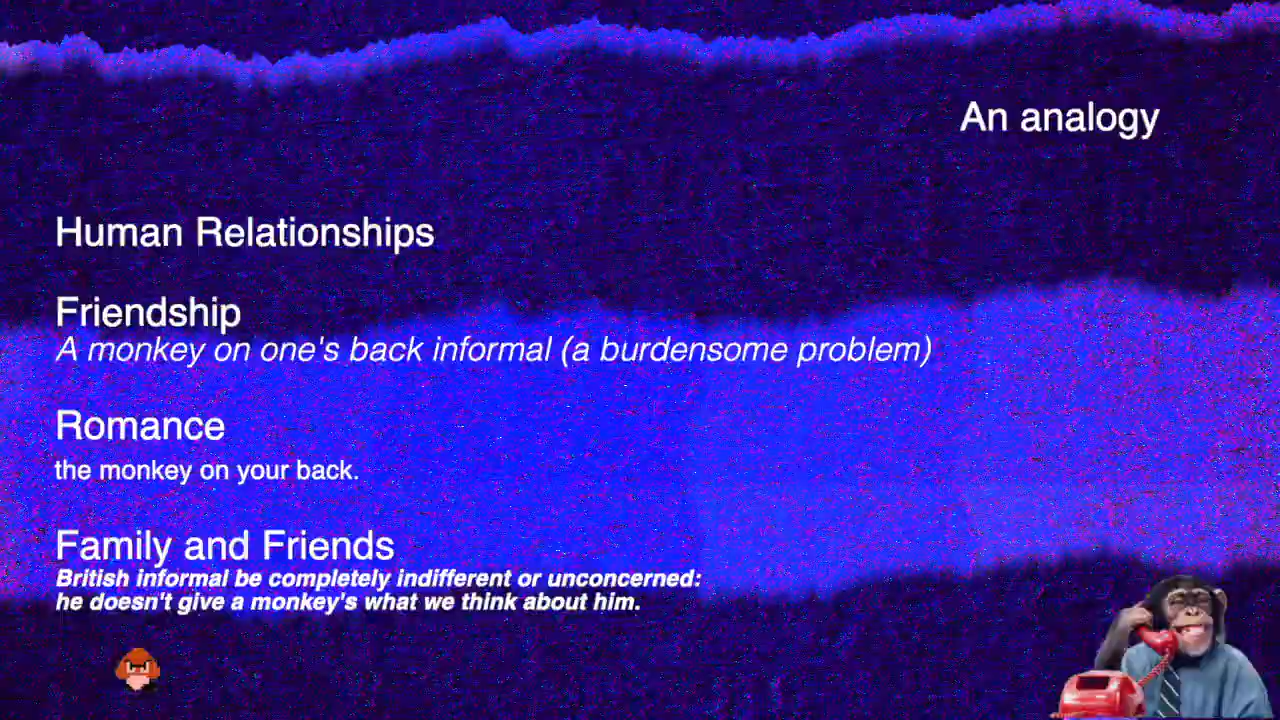 An analogy
Human Relationships
Friendship
A monkey on one's back informal (a burdensome problem)
Romance
the monkey on your back.
Family and Friends
British informal be completely indifferent or unconcerned:
he doesn't give a monkey's what we think about him.